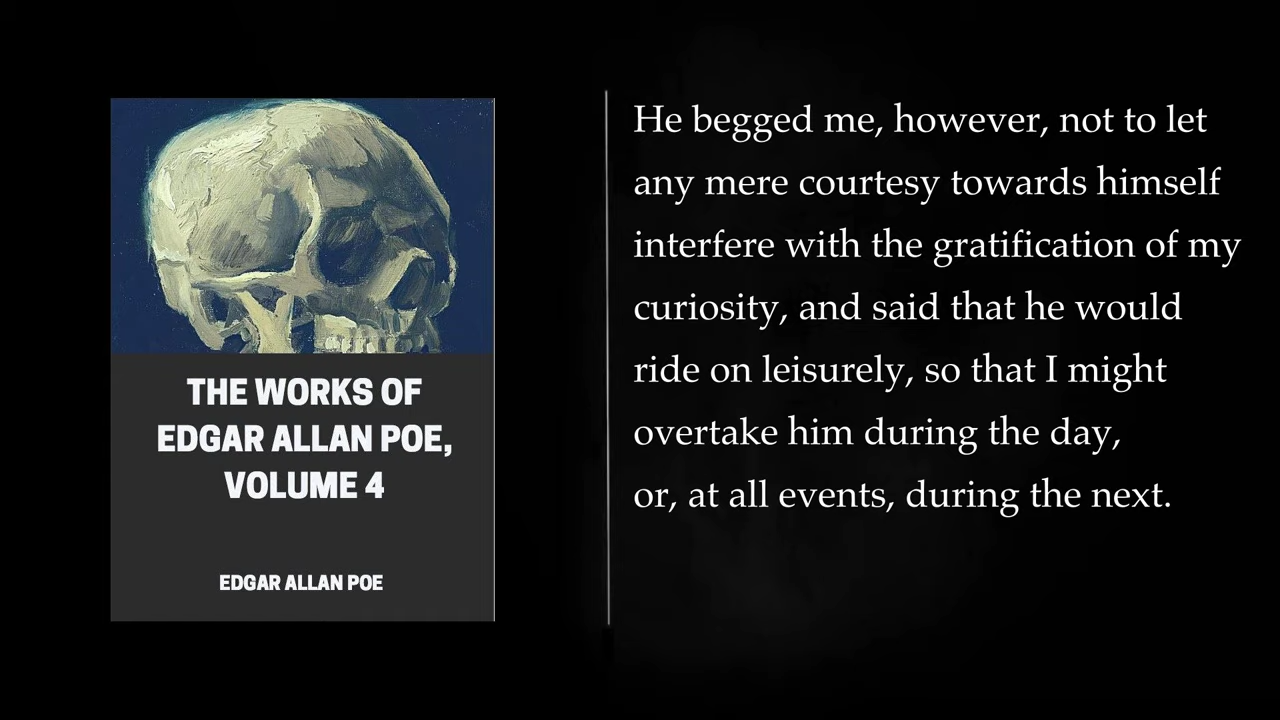 THE WORKS OF
EDGAR ALLAN POE,
VOLUME 4
EDGAR ALLAN POE
He begged me, however, not to let
any mere courtesy towards himself
interfere with the gratification of my
curiosity, and said that he would
ride on leisurely, so that I might
overtake him during the day,
or, at all events, during the next.